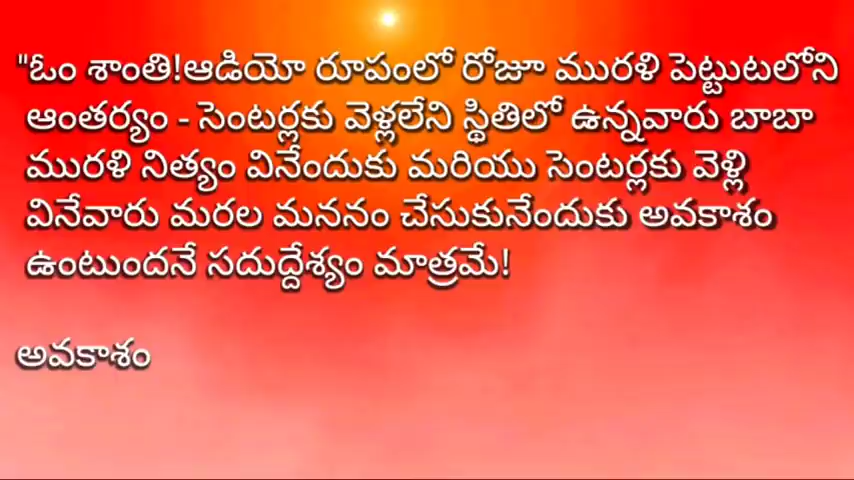 "ఓం శాంతి!ఆడియో రూపంలో రోజూ మురళి పెట్టుటలోని
ఆంతర్యం - సెంటర్లకు వెళ్లలేని స్థితిలో ఉన్నవారు బాబా
మురళి నిత్యం వినేందుకు మరియు సెంటర్లకు వెళ్లి
వినేవారు మరల మననం చేసుకునేందుకు అవకాశం
ఉంటుందనే సదుద్దేశ్యం మాత్రమే!
అవకాశం